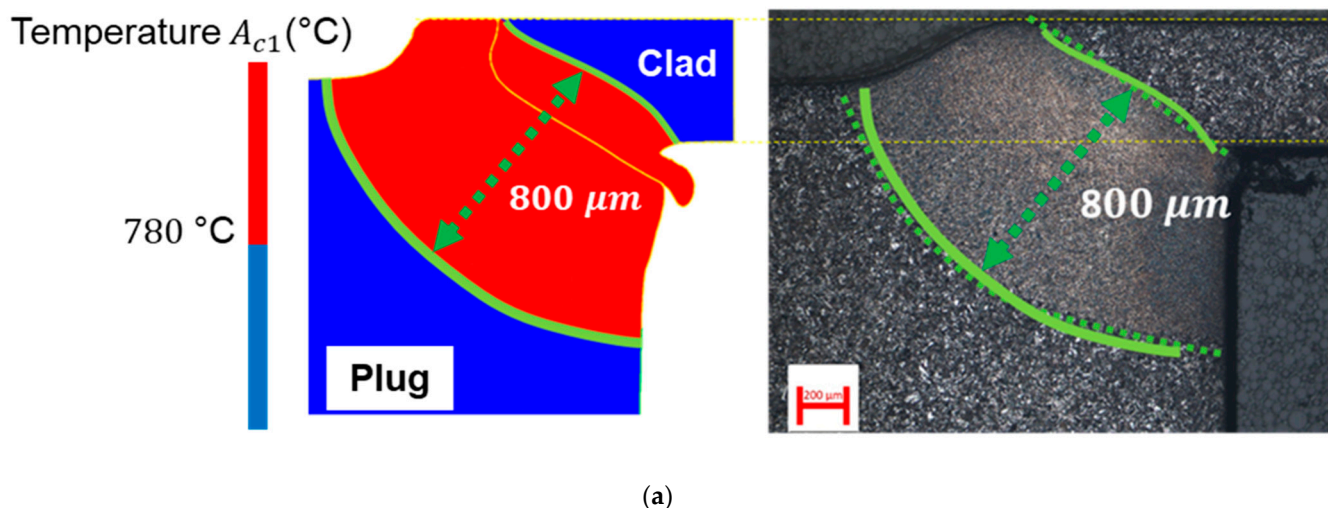 Temperature A_c1(°C)
Clad
780 °C
800 μm
800 μm
Plug
200 μm
(a)